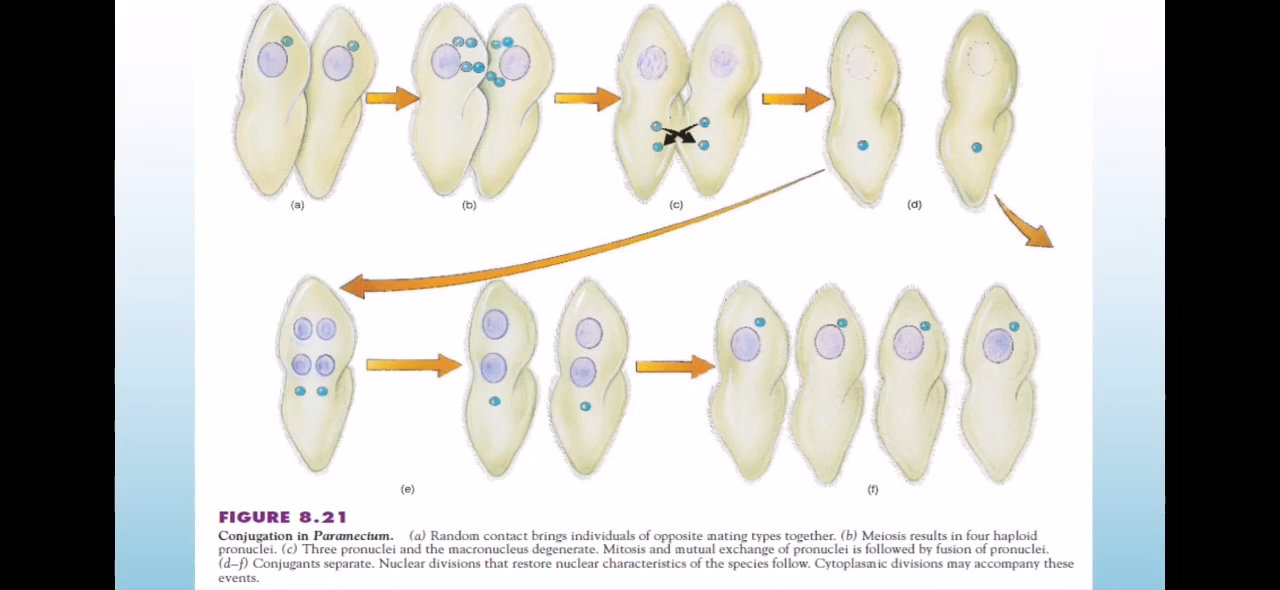 (a)
(b)
(c)
(d)
(e)
(f)
FIGURE 8.21
Conjugation in Paramecium. (a) Random contact brings individuals of opposite mating types together. (b) Meiosis results in four haploid
pronuclei. (c) Three pronuclei and the macronucleus degenerate. Mitosis and mutual exchange of pronuclei is followed by fusion of pronuclei.
(d–f) Conjugants separate. Nuclear divisions that restore nuclear characteristics of the species follow. Cytoplasmic divisions may accompany these
events.